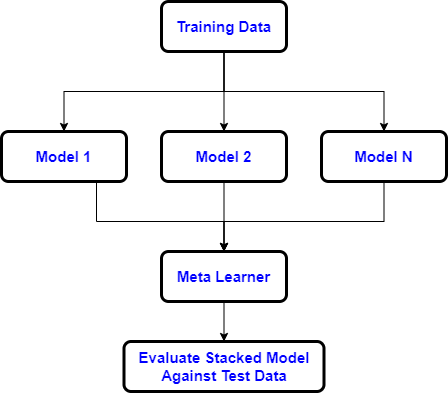 Training Data
Model 1
Model 2
Model N
Meta Learner
Evaluate Stacked Model
Against Test Data